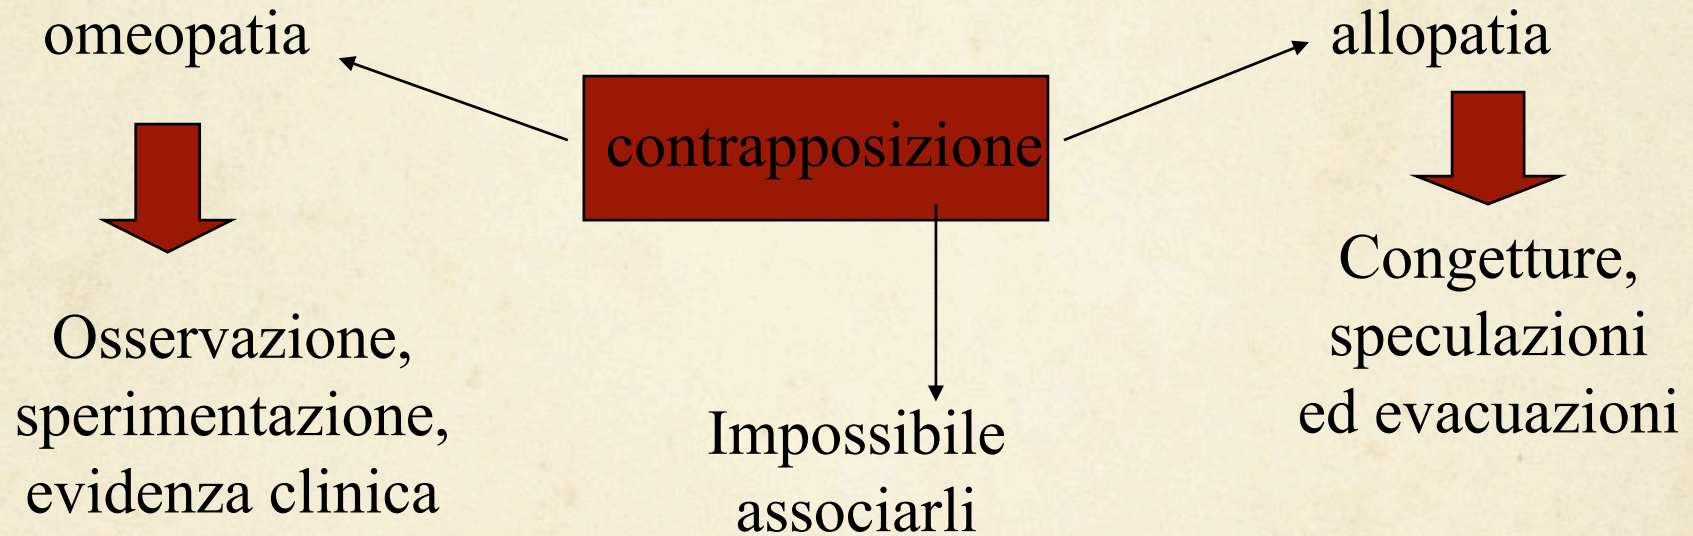 omeopatia
allopatia
contrapposizione
Osservazione,
sperimentazione,
evidenza clinica
Impossibile
associarli
Congetture,
speculazioni
ed evacuazioni